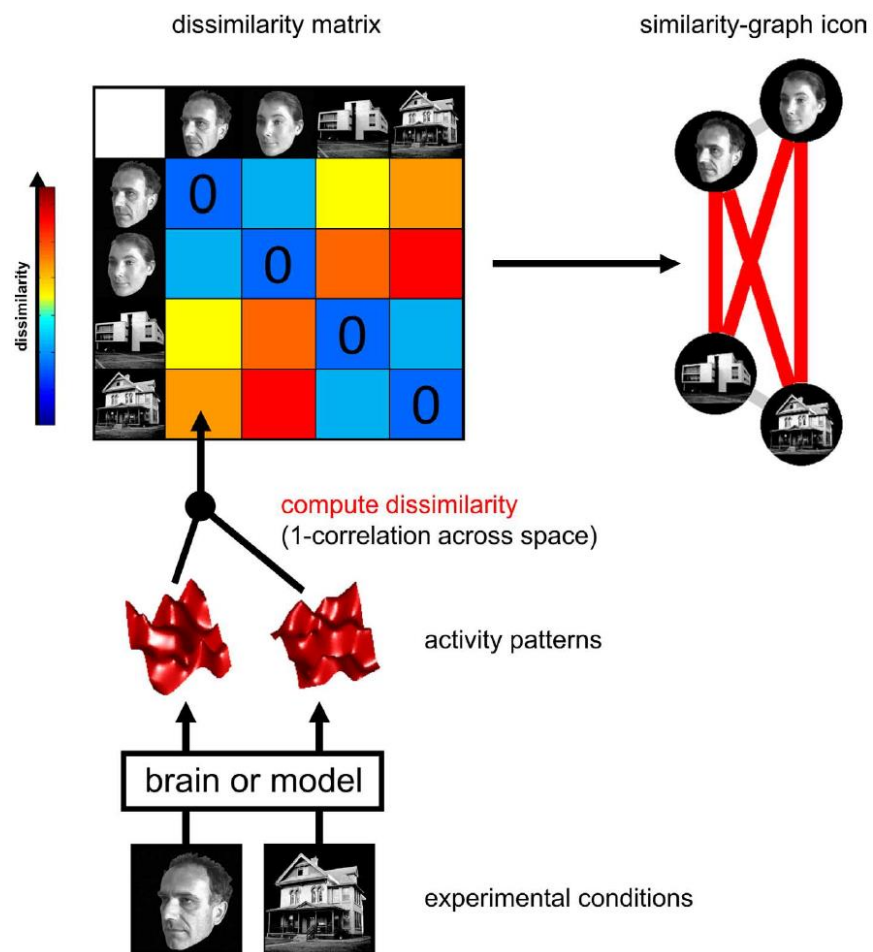 dissimilarity matrix
similarity-graph icon
dissimilarity
0
0
0
0
compute dissimilarity
(1-correlation across space)
activity patterns
brain or model
experimental conditions